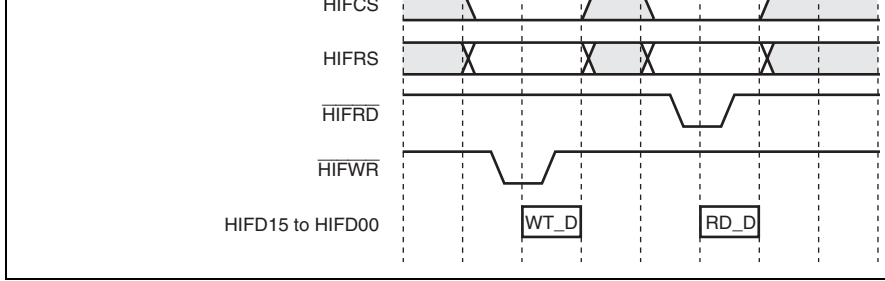 HIFCS
HIFRS
HIFRD
HIFWR
HIFD15 to HIFD00
WT_D
RD_D